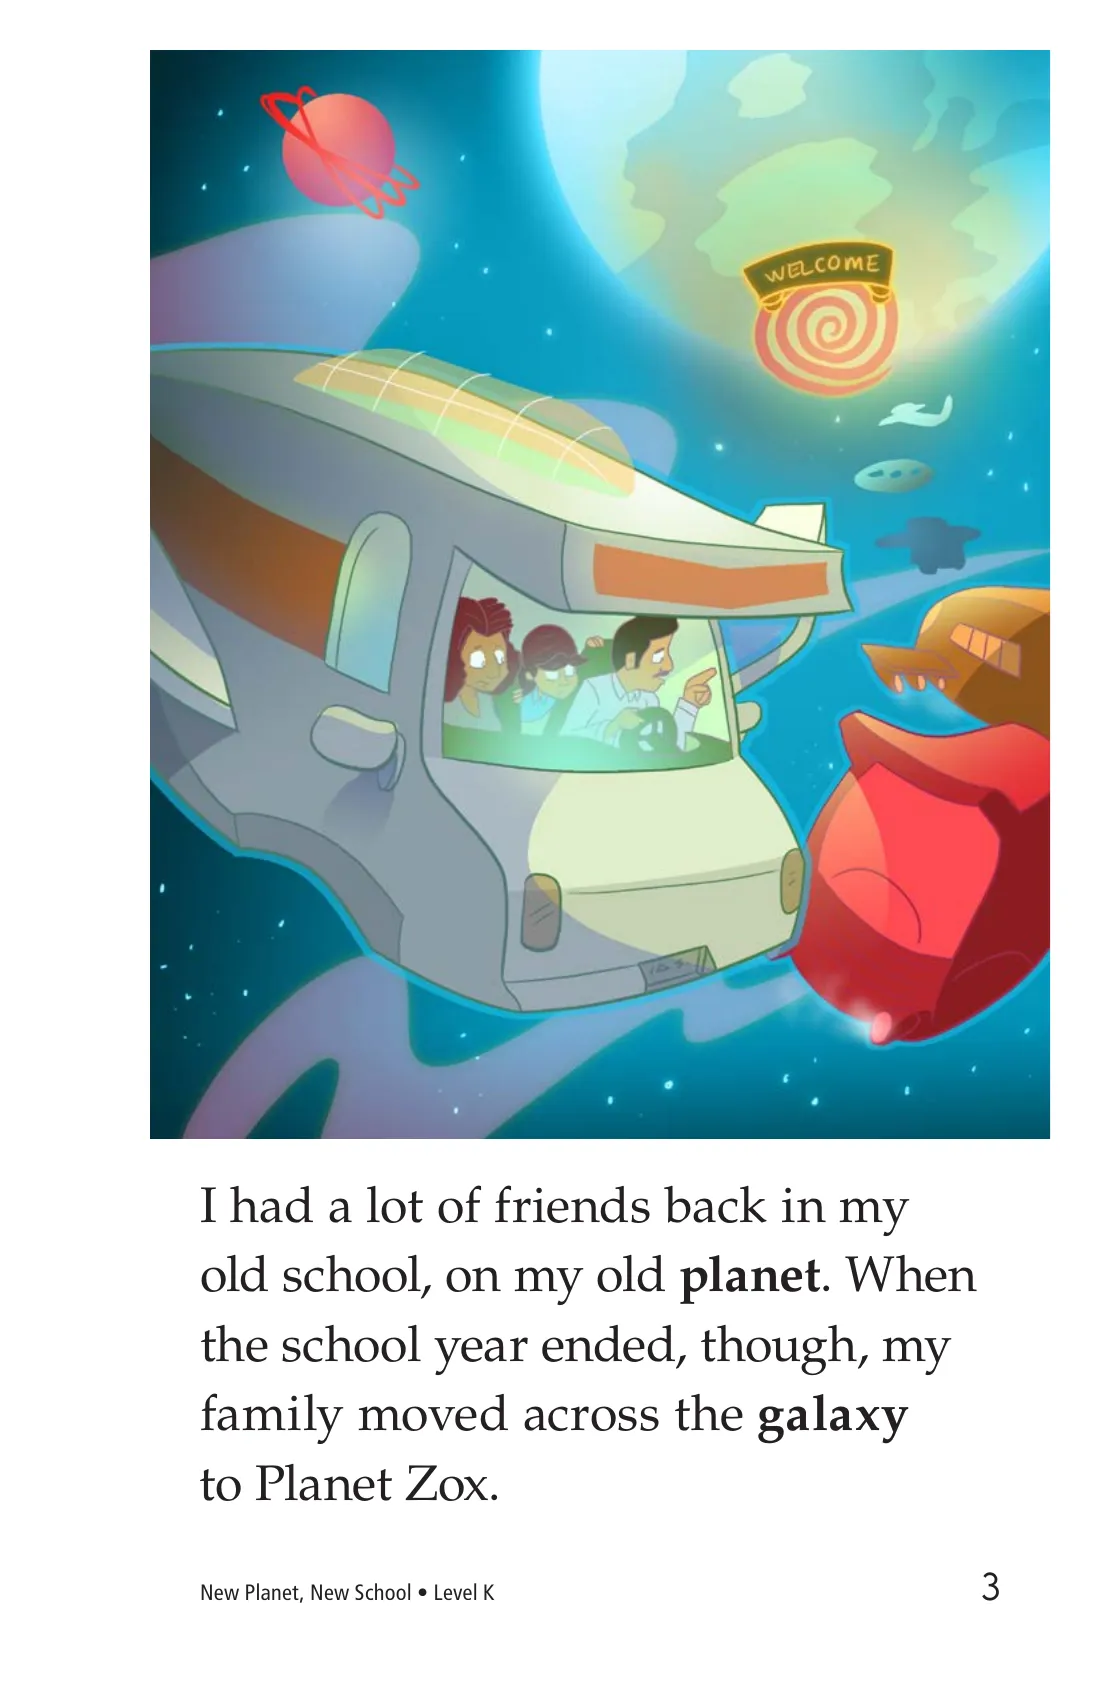 WELCOME
I had a lot of friends back in my
old school, on my old planet. When
the school year ended, though, my
family moved across the galaxy
to Planet Zox.
New Planet, New School • Level K
3